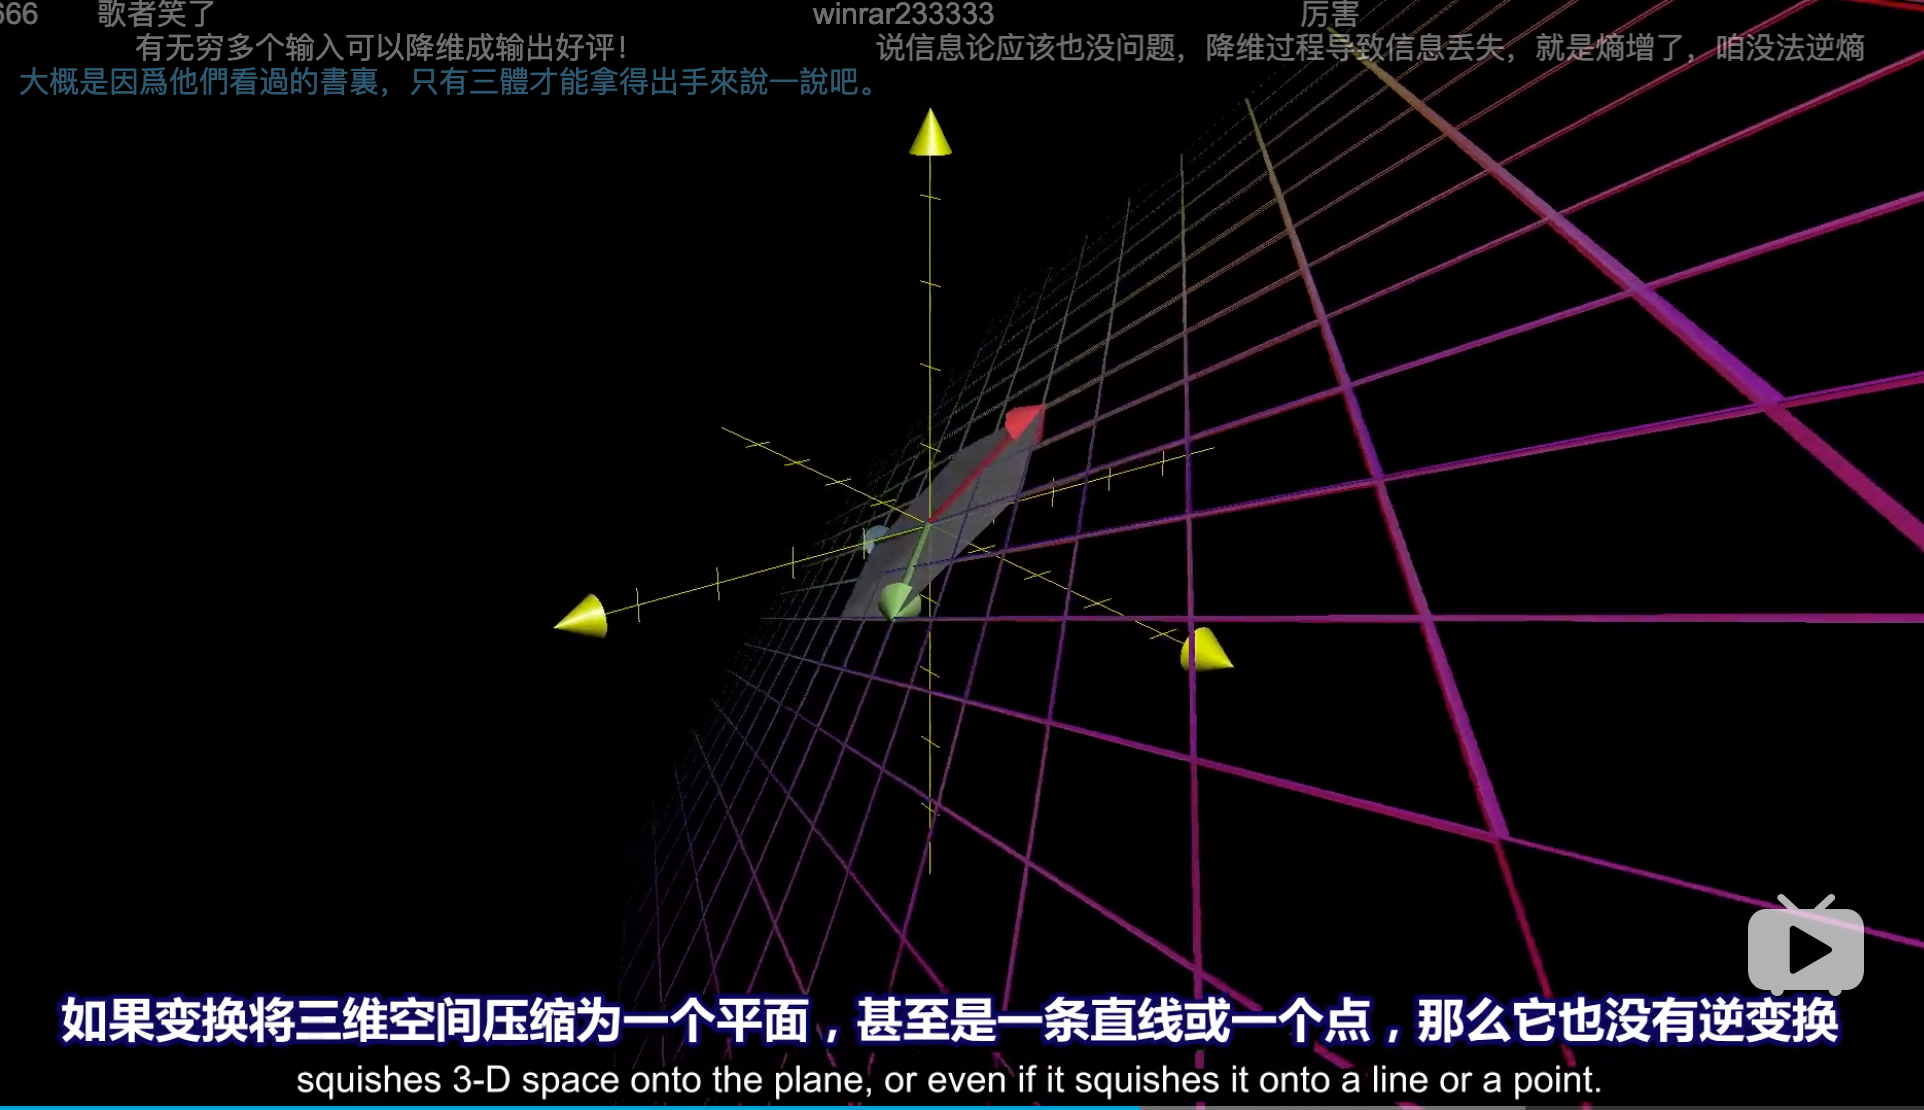 666 歌者笑了 winrar233333 厉害
有无穷多个输入可以降维成输出好评! 说信息论应该也没问题，降维过程导致信息丢失，就是熵增了，咱没法逆熵
大概是因爲他們看過的書裏，只有三體才能拿得出手來說一說吧。
如果变换将三维空间压缩为一个平面，甚至是一条直线或一个点，那么它也没有逆变换
squishes 3-D space onto the plane, or even if it squishes it onto a line or a point.